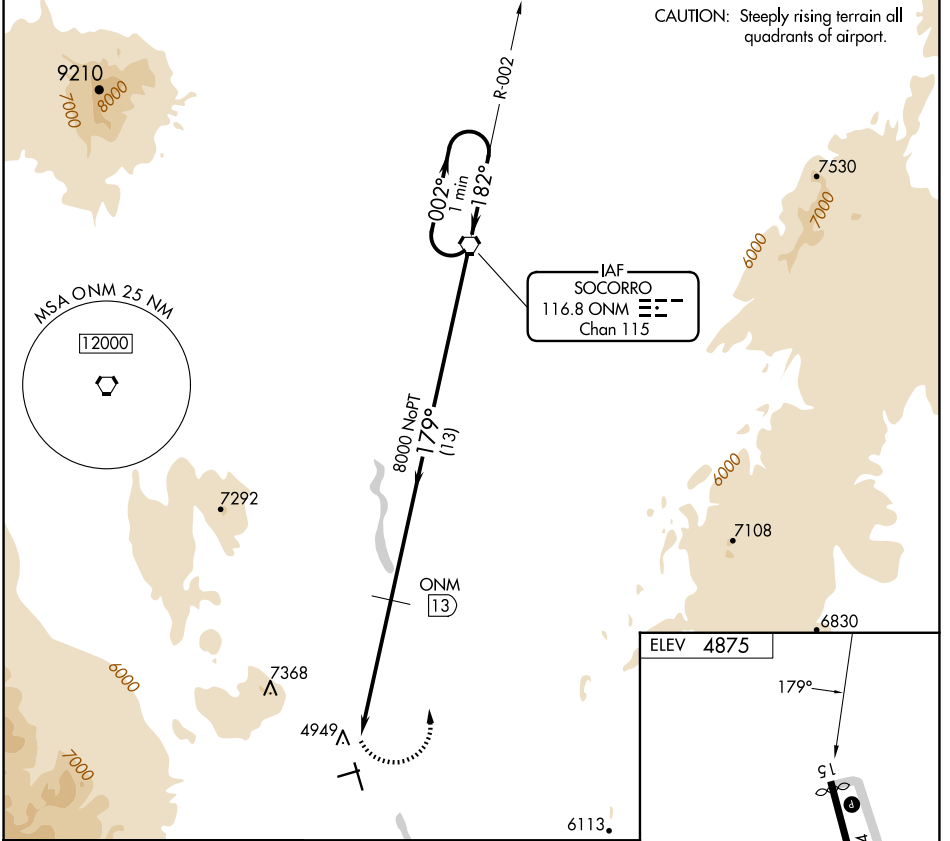 CAUTION: Steeply rising terrain all
quadrants of airport.
9210
7000
8000
R-002
002°
1 min
182°
7530
7000
6000
IAF
SOCORRO
116.8 ONM
Chan 115
MSA ONM 25 NM
12000
8000 NoPT
179°
(13)
6000
7292
7108
ONM
13
6830
6000
7368
4949
7000
6113
ELEV 4875
179°
15
P